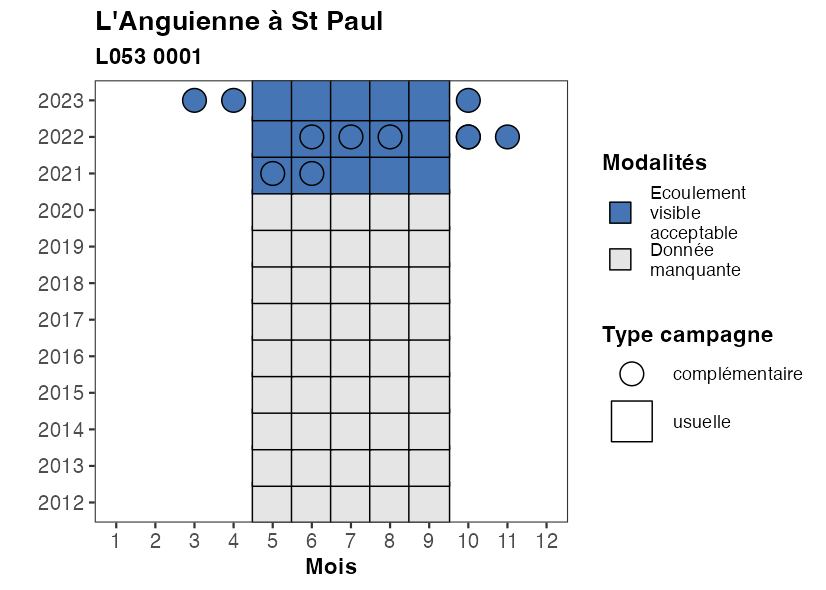 L'Anguienne à St Paul
L053 0001
2023
2022
2021
2020
2019
2018
2017
2016
2015
2014
2013
2012
1 2 3 4 5 6 7 8 9 10 11 12
Mois
Modalités
Ecoulement
visible
acceptable
Donnée
manquante
Type campagne
complémentaire
usuelle